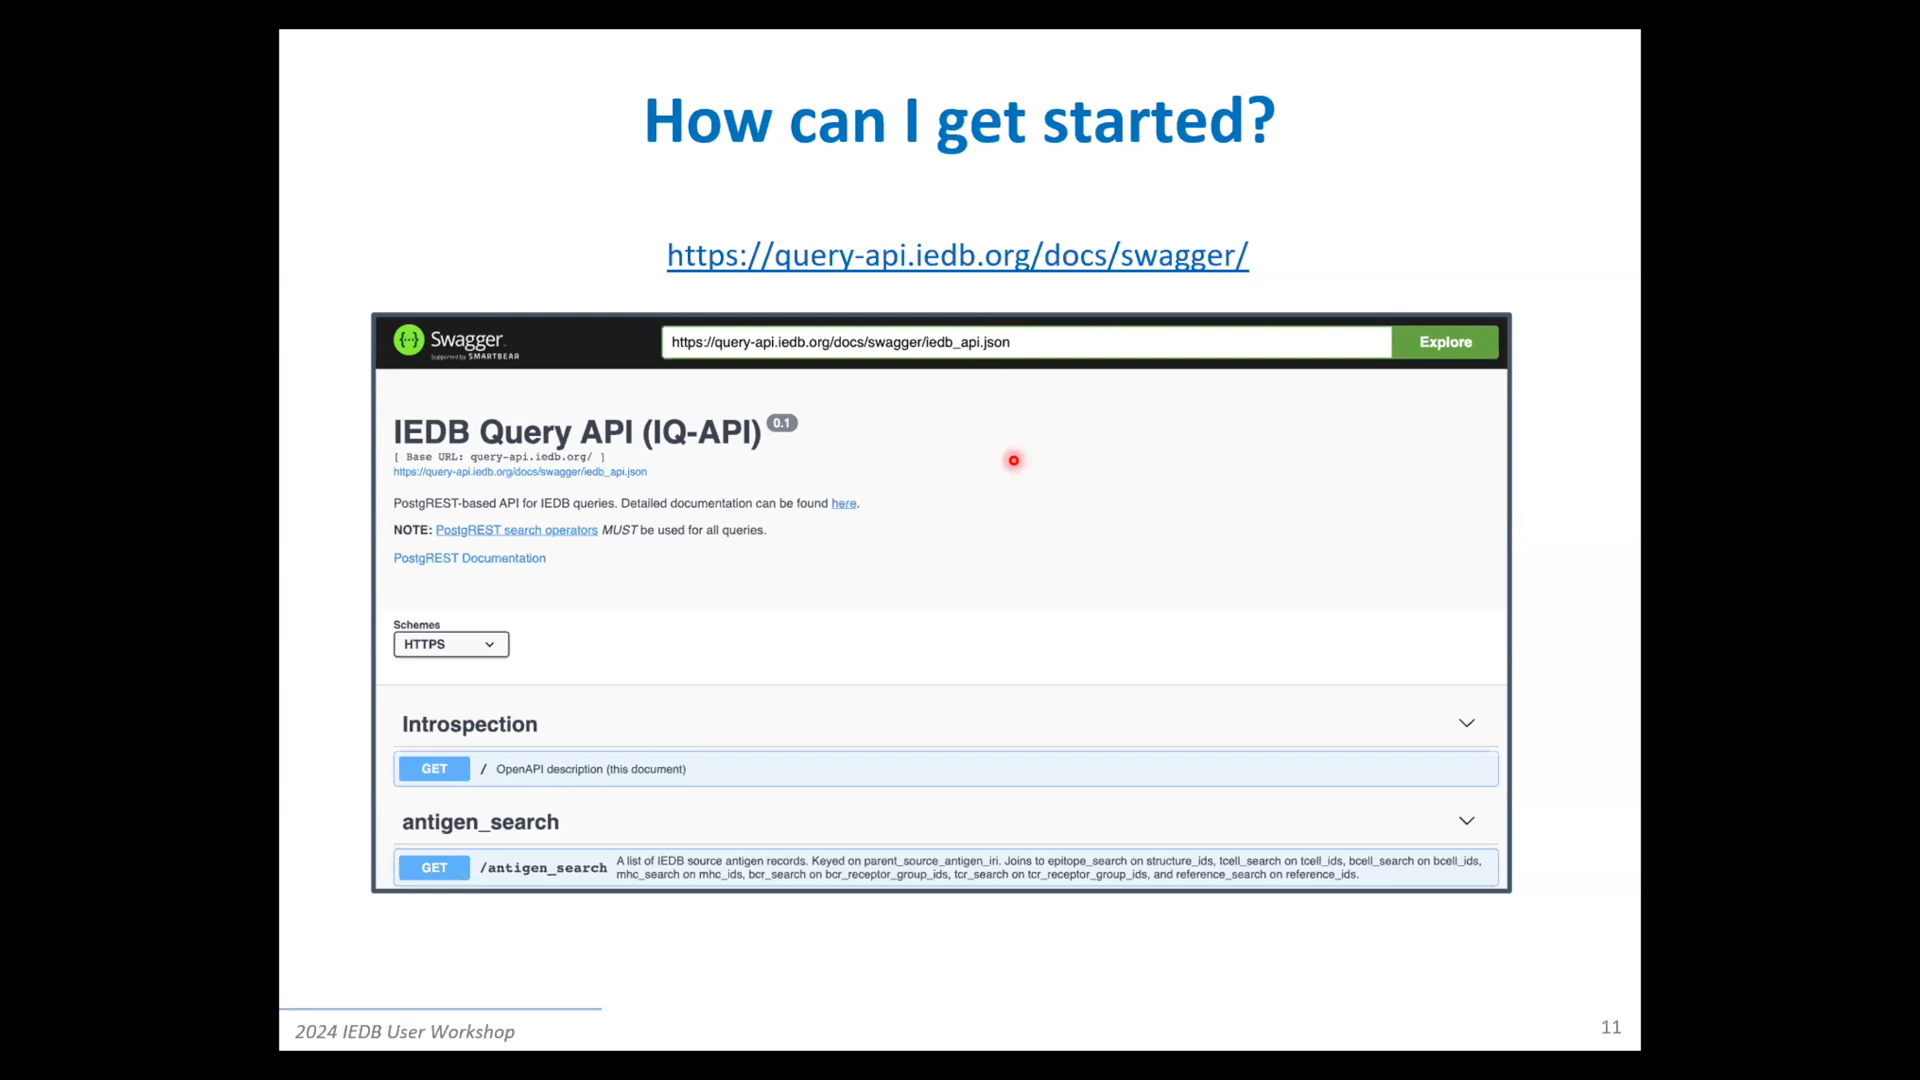 How can I get started?
https://query-api.iedb.org/docs/swagger/
Swagger
Supported by SMARTBEAR
https://query-api.iedb.org/docs/swagger/iedb_api.json
Explore
IEDB Query API (IQ-API) 0.1
[ Base URL: query-api.iedb.org/ ]
https://query-api.iedb.org/docs/swagger/iedb_api.json
PostgREST-based API for IEDB queries. Detailed documentation can be found here.
NOTE: PostgREST search operators MUST be used for all queries.
PostgREST Documentation
Schemes
HTTPS
Introspection
GET / OpenAPI description (this document)
antigen_search
GET /antigen_search A list of IEDB source antigen records. Keyed on parent_source_antigen_iri. Joins to epitope_search on structure_ids, tcell_search on tcell_ids, bcell_search on bcell_ids,
mhc_search on mhc_ids, bcr_search on bcr_receptor_group_ids, tcr_search on tcr_receptor_group_ids, and reference_search on reference_ids.
2024 IEDB User Workshop
11